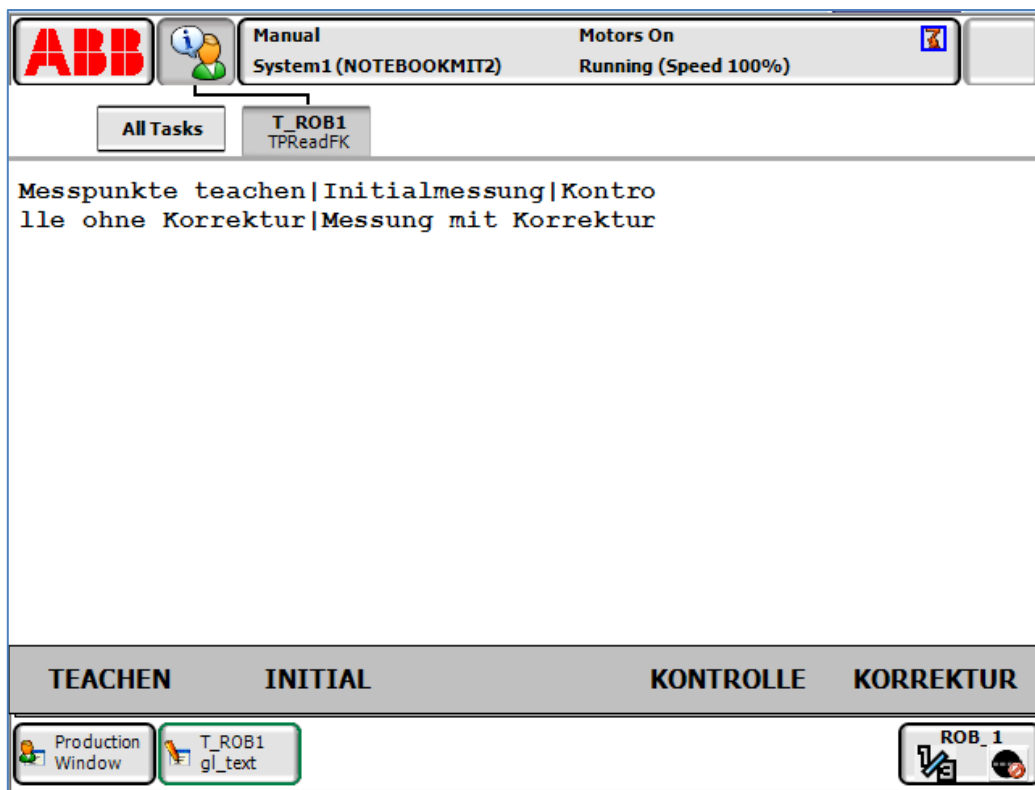 ABB
Manual
System1 (NOTEBOOKMIT2)
Motors On
Running (Speed 100%)
All Tasks
T_ROB1
TPReadFK
Messpunkte teachen|Initialmessung|Kontro
lle ohne Korrektur|Messung mit Korrektur
TEACHEN INITIAL KONTROLLE KORREKTUR
Production
Window
T_ROB1
gl_text
ROB_1
1/3